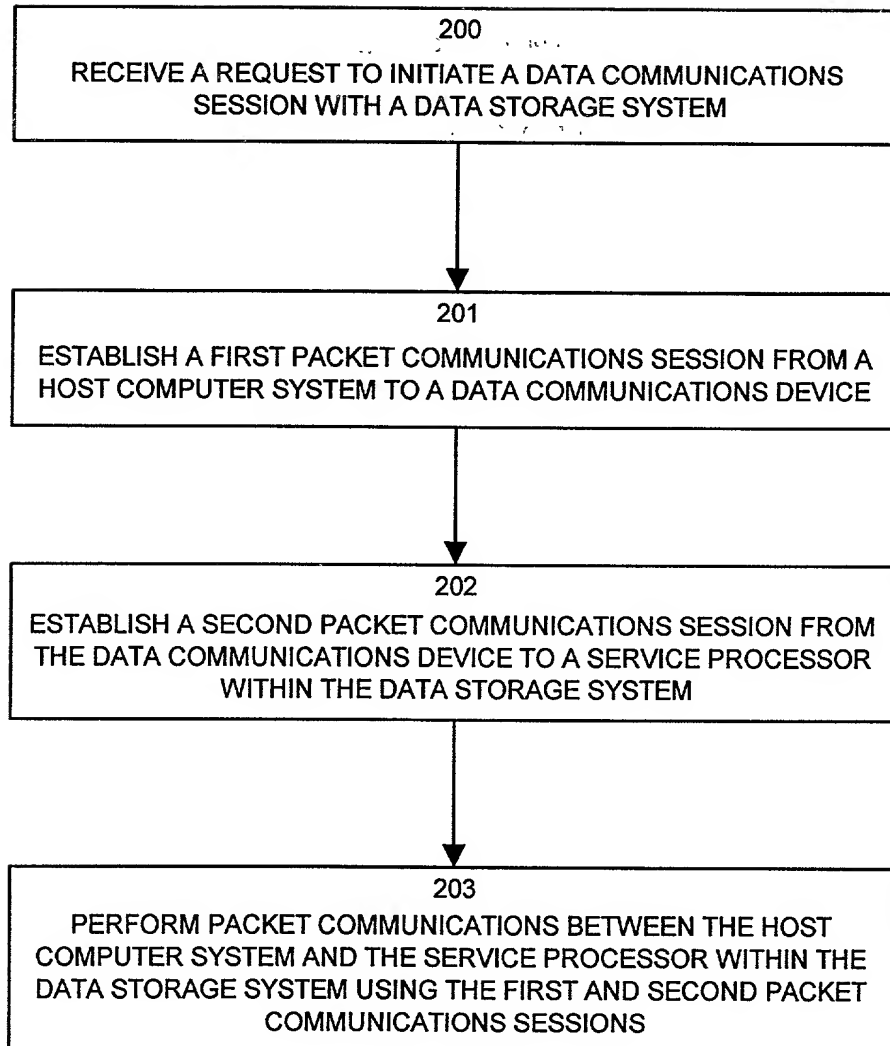 200
RECEIVE A REQUEST TO INITIATE A DATA COMMUNICATIONS
SESSION WITH A DATA STORAGE SYSTEM
201
ESTABLISH A FIRST PACKET COMMUNICATIONS SESSION FROM A
HOST COMPUTER SYSTEM TO A DATA COMMUNICATIONS DEVICE
202
ESTABLISH A SECOND PACKET COMMUNICATIONS SESSION FROM
THE DATA COMMUNICATIONS DEVICE TO A SERVICE PROCESSOR
WITHIN THE DATA STORAGE SYSTEM
203
PERFORM PACKET COMMUNICATIONS BETWEEN THE HOST
COMPUTER SYSTEM AND THE SERVICE PROCESSOR WITHIN THE
DATA STORAGE SYSTEM USING THE FIRST AND SECOND PACKET
COMMUNICATIONS SESSIONS